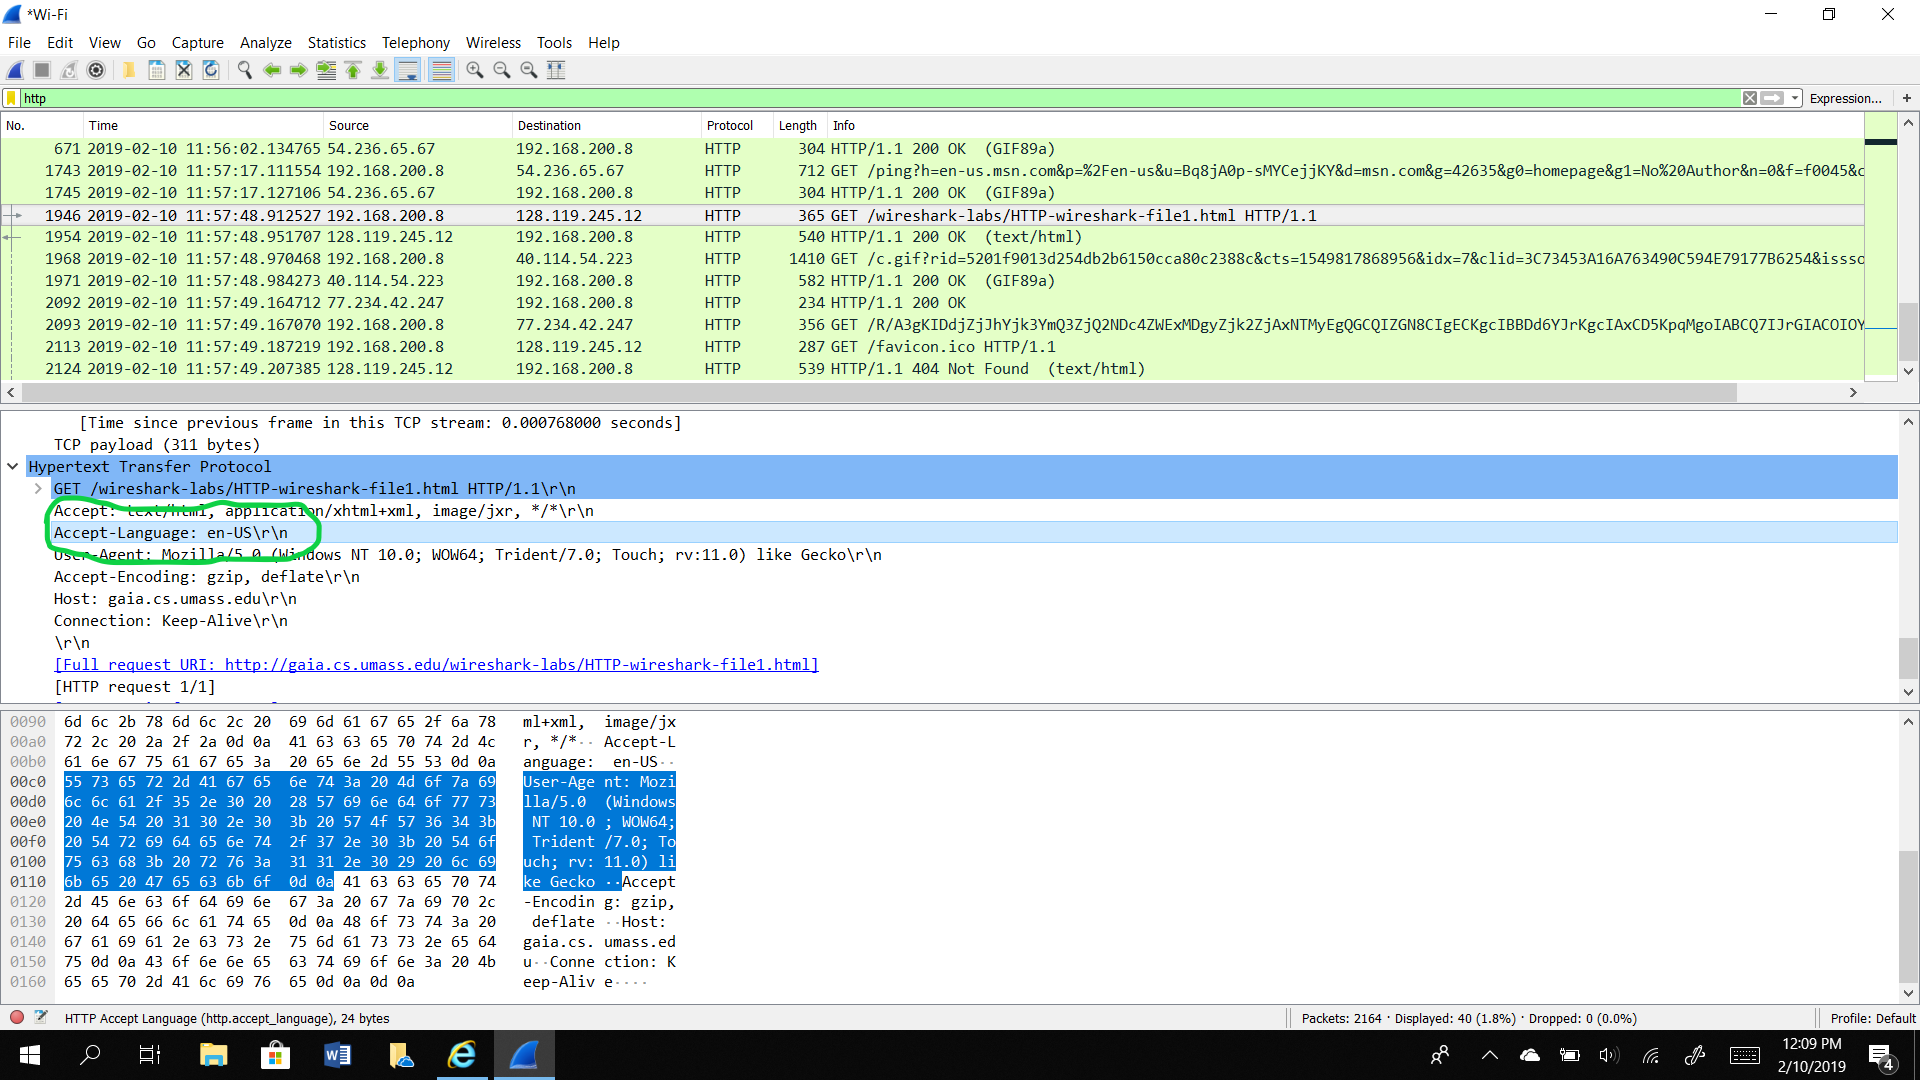 *Wi-Fi
File Edit View Go Capture Analyze Statistics Telephony Wireless Tools Help
http Expression... +
No. Time Source Destination Protocol Length Info
671 2019-02-10 11:56:02.134765 54.236.65.67 192.168.200.8 HTTP 304 HTTP/1.1 200 OK (GIF89a)
1743 2019-02-10 11:57:17.111554 192.168.200.8 54.236.65.67 HTTP 712 GET /ping?h=en-us.msn.com&p=%2Fen-us&u=Bq8jA0p-sMYCejjKY&d=msn.com&g=42635&g0=homepage&g1=No%20Author&n=0&f=f0045&c
1745 2019-02-10 11:57:17.127106 54.236.65.67 192.168.200.8 HTTP 304 HTTP/1.1 200 OK (GIF89a)
1946 2019-02-10 11:57:48.912527 192.168.200.8 128.119.245.12 HTTP 365 GET /wireshark-labs/HTTP-wireshark-file1.html HTTP/1.1
1954 2019-02-10 11:57:48.951707 128.119.245.12 192.168.200.8 HTTP 540 HTTP/1.1 200 OK (text/html)
1968 2019-02-10 11:57:48.970468 192.168.200.8 40.114.54.223 HTTP 1410 GET /c.gif?rid=5201f9013d254db2b6150cca80c2388c&cts=1549817868956&idx=7&clid=3C73453A16A763490C594E79177B6254&isssc
1971 2019-02-10 11:57:48.984273 40.114.54.223 192.168.200.8 HTTP 582 HTTP/1.1 200 OK (GIF89a)
2092 2019-02-10 11:57:49.164712 77.234.42.247 192.168.200.8 HTTP 234 HTTP/1.1 200 OK
2093 2019-02-10 11:57:49.167070 192.168.200.8 77.234.42.247 HTTP 356 GET /R/A3gKIDdjZjJhYjk3YmQ3ZjQ2NDc4ZWExMDgyZjk2ZjAxNTMyEgQGCQIZGN8CIgECKgcIBBDd6YJrKgcIAxCD5KpqMgoIABCQ7IJrGIACOIOY
2113 2019-02-10 11:57:49.187219 192.168.200.8 128.119.245.12 HTTP 287 GET /favicon.ico HTTP/1.1
2124 2019-02-10 11:57:49.207385 128.119.245.12 192.168.200.8 HTTP 539 HTTP/1.1 404 Not Found (text/html)
[Time since previous frame in this TCP stream: 0.000768000 seconds]
TCP payload (311 bytes)
Hypertext Transfer Protocol
GET /wireshark-labs/HTTP-wireshark-file1.html HTTP/1.1\r\n
Accept: text/html, application/xhtml+xml, image/jxr, */*\r\n
Accept-Language: en-US\r\n
User-Agent: Mozilla/5.0 (Windows NT 10.0; WOW64; Trident/7.0; Touch; rv:11.0) like Gecko\r\n
Accept-Encoding: gzip, deflate\r\n
Host: gaia.cs.umass.edu\r\n
Connection: Keep-Alive\r\n
\r\n
[Full request URI: http://gaia.cs.umass.edu/wireshark-labs/HTTP-wireshark-file1.html]
[HTTP request 1/1]
0090 6d 6c 2b 78 6d 6c 2c 20 69 6d 61 67 65 2f 6a 78 ml+xml, image/jx
00a0 72 2c 20 2a 2f 2a 0d 0a 41 63 63 65 70 74 2d 4c r, */*·· Accept-L
00b0 61 6e 67 75 61 67 65 3a 20 65 6e 2d 55 53 0d 0a anguage: en-US··
00c0 55 73 65 72 2d 41 67 65 6e 74 3a 20 4d 6f 7a 69 User-Age nt: Mozi
00d0 6c 6c 61 2f 35 2e 30 20 28 57 69 6e 64 6f 77 73 lla/5.0 (Windows
00e0 20 4e 54 20 31 30 2e 30 3b 20 57 4f 57 36 34 3b NT 10.0 ; WOW64;
00f0 20 54 72 69 64 65 6e 74 2f 37 2e 30 3b 20 54 6f Trident /7.0; To
0100 75 63 68 3b 20 72 76 3a 31 31 2e 30 29 20 6c 69 uch; rv: 11.0) li
0110 6b 65 20 47 65 63 6b 6f 0d 0a 41 63 63 65 70 74 ke Gecko ··Accept
0120 2d 45 6e 63 6f 64 69 6e 67 3a 20 67 7a 69 70 2c -Encodin g: gzip,
0130 20 64 65 66 6c 61 74 65 0d 0a 48 6f 73 74 3a 20 deflate ··Host:
0140 67 61 69 61 2e 63 73 2e 75 6d 61 73 73 2e 65 64 gaia.cs. umass.ed
0150 75 0d 0a 43 6f 6e 6e 65 63 74 69 6f 6e 3a 20 4b u··Conne ction: K
0160 65 65 70 2d 41 6c 69 76 65 0d 0a 0d 0a eep-Aliv e····
HTTP Accept Language (http.accept_language), 24 bytes Packets: 2164 · Displayed: 40 (1.8%) · Dropped: 0 (0.0%) Profile: Default
12:09 PM
2/10/2019
4